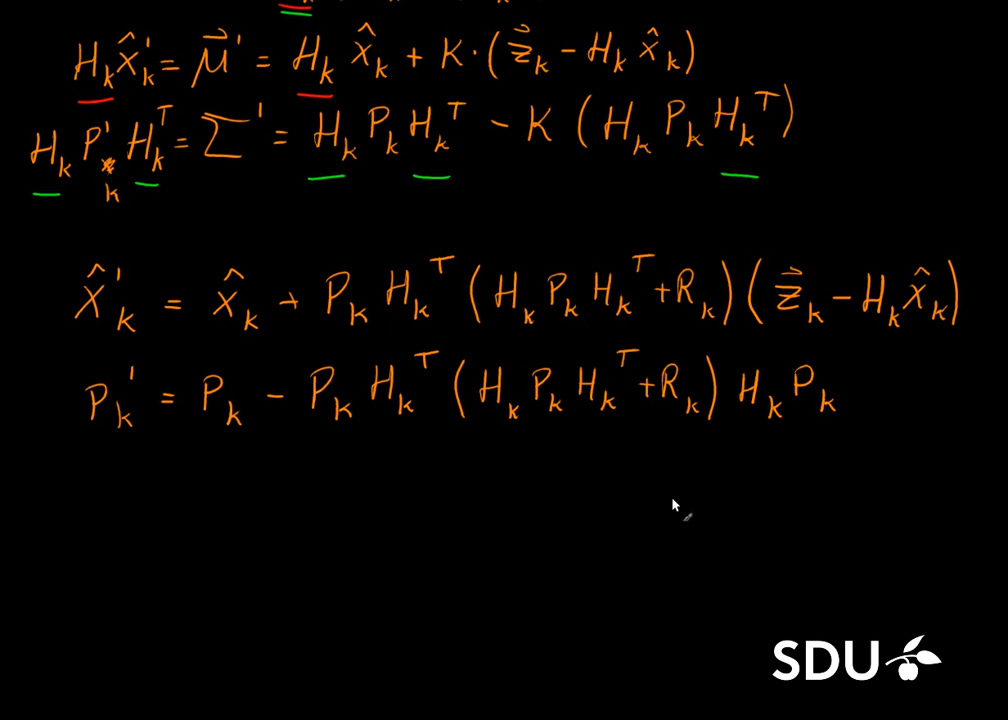 H_k x̂'_k = μ⃗' = H_k x̂_k + K · (z⃗_k − H_k x̂_k)
H_k P'_k H_k^T = Σ' = H_k P_k H_k^T − K (H_k P_k H_k^T)
x̂'_k = x̂_k + P_k H_k^T (H_k P_k H_k^T + R_k) (z⃗_k − H_k x̂_k)
P'_k = P_k − P_k H_k^T (H_k P_k H_k^T + R_k) H_k P_k
SDU